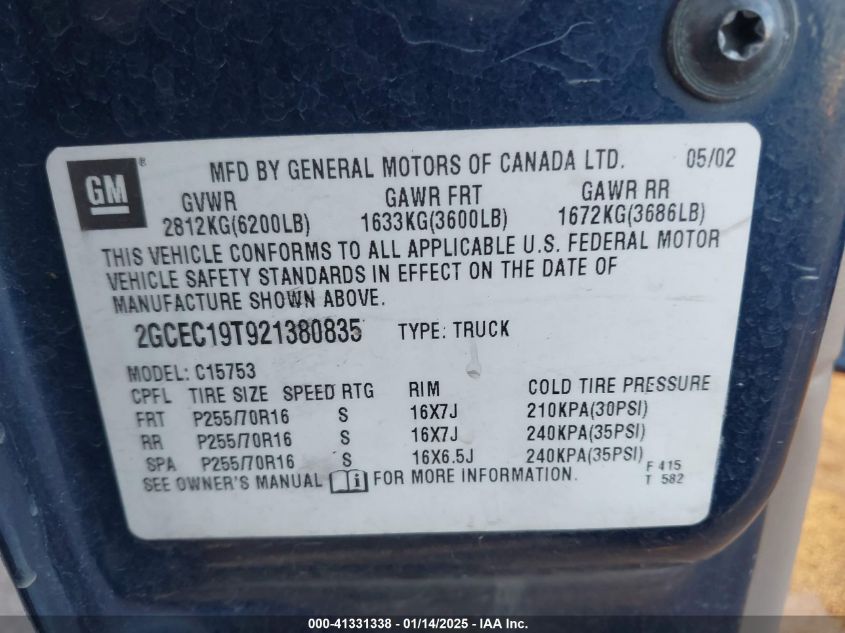 GM ®
MFD BY GENERAL MOTORS OF CANADA LTD. 05/02
GVWR GAWR FRT GAWR RR
2812KG(6200LB) 1633KG(3600LB) 1672KG(3686LB)
THIS VEHICLE CONFORMS TO ALL APPLICABLE U.S. FEDERAL MOTOR
VEHICLE SAFETY STANDARDS IN EFFECT ON THE DATE OF
MANUFACTURE SHOWN ABOVE.
2GCEC19T921380835 TYPE: TRUCK
MODEL: C15753
CPFL TIRE SIZE SPEED RTG RIM COLD TIRE PRESSURE
FRT P255/70R16 S 16X7J 210KPA(30PSI)
RR P255/70R16 S 16X7J 240KPA(35PSI)
SPA P255/70R16 S 16X6.5J 240KPA(35PSI) F 415
SEE OWNER'S MANUAL i FOR MORE INFORMATION. T 582
000-41331338 - 01/14/2025 - IAA Inc.